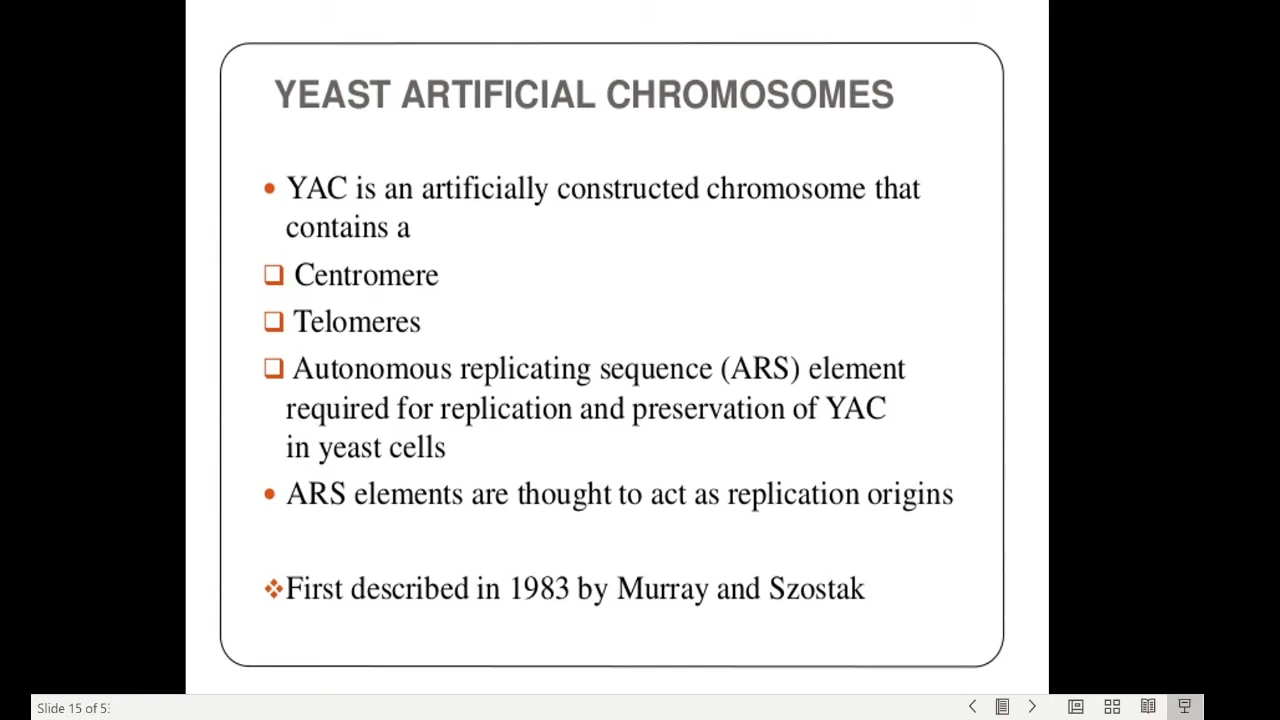 YEAST ARTIFICIAL CHROMOSOMES
YAC is an artificially constructed chromosome that
contains a
Centromere
Telomeres
Autonomous replicating sequence (ARS) element
required for replication and preservation of YAC
in yeast cells
ARS elements are thought to act as replication origins
First described in 1983 by Murray and Szostak
Slide 15 of